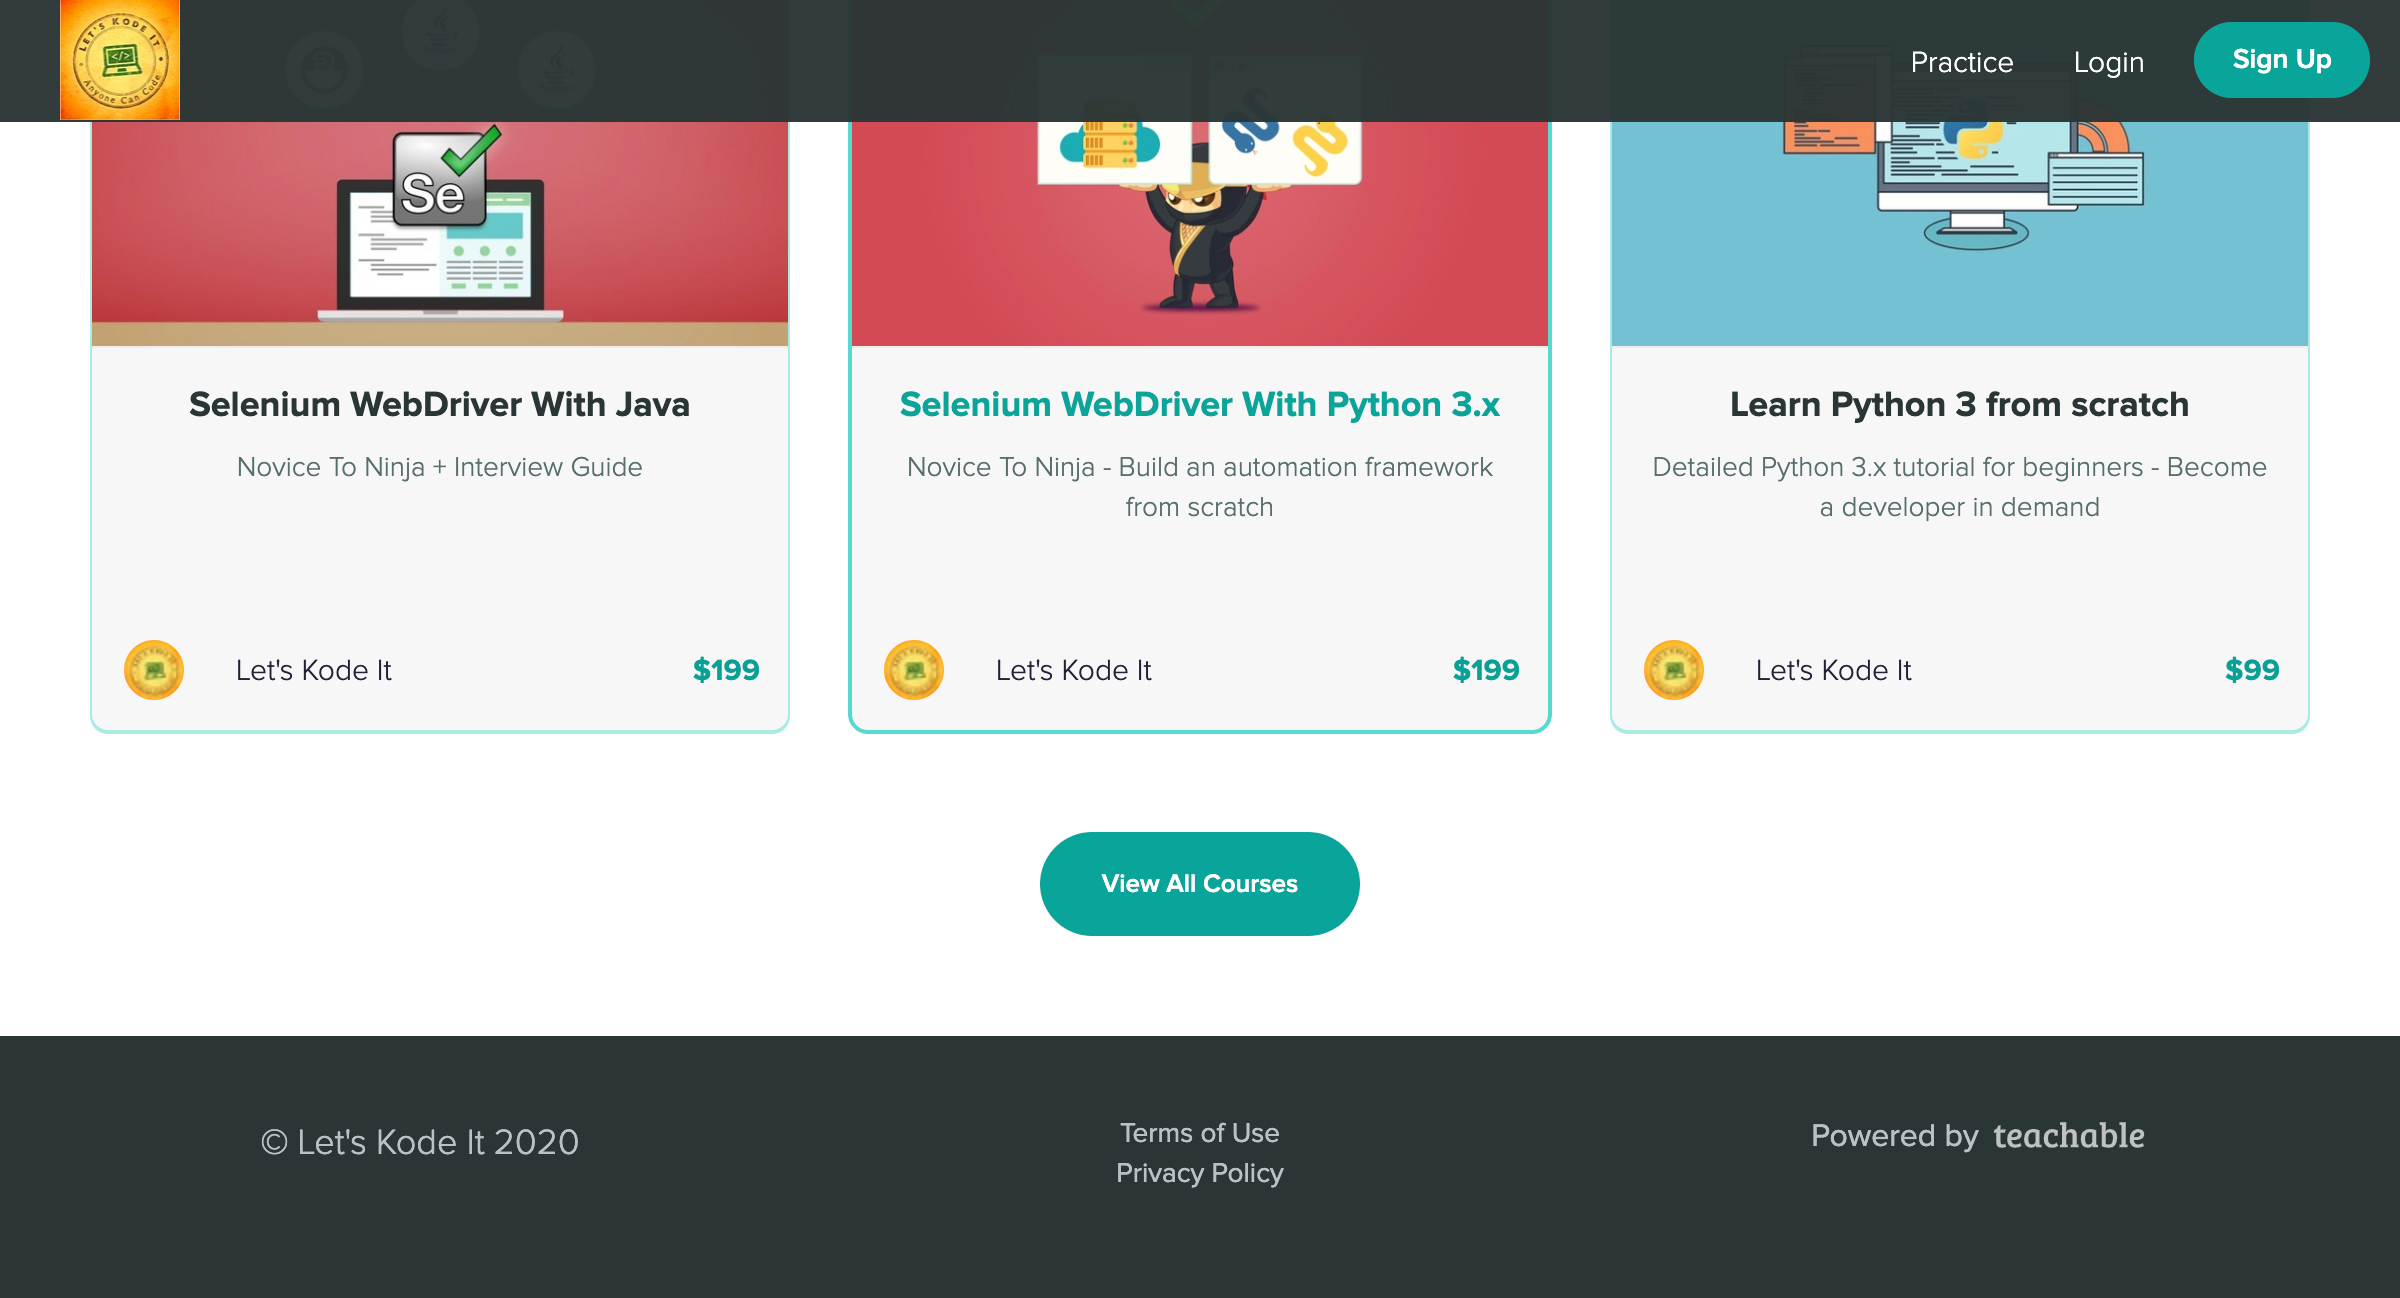 LET'S KODE IT
Anyone Can Code
Practice
Login
Sign Up
Se
Selenium WebDriver With Java
Novice To Ninja + Interview Guide
Let's Kode It
$199
Selenium WebDriver With Python 3.x
Novice To Ninja - Build an automation framework
from scratch
Let's Kode It
$199
Learn Python 3 from scratch
Detailed Python 3.x tutorial for beginners - Become
a developer in demand
Let's Kode It
$99
View All Courses
© Let's Kode It 2020
Terms of Use
Privacy Policy
Powered by teachable